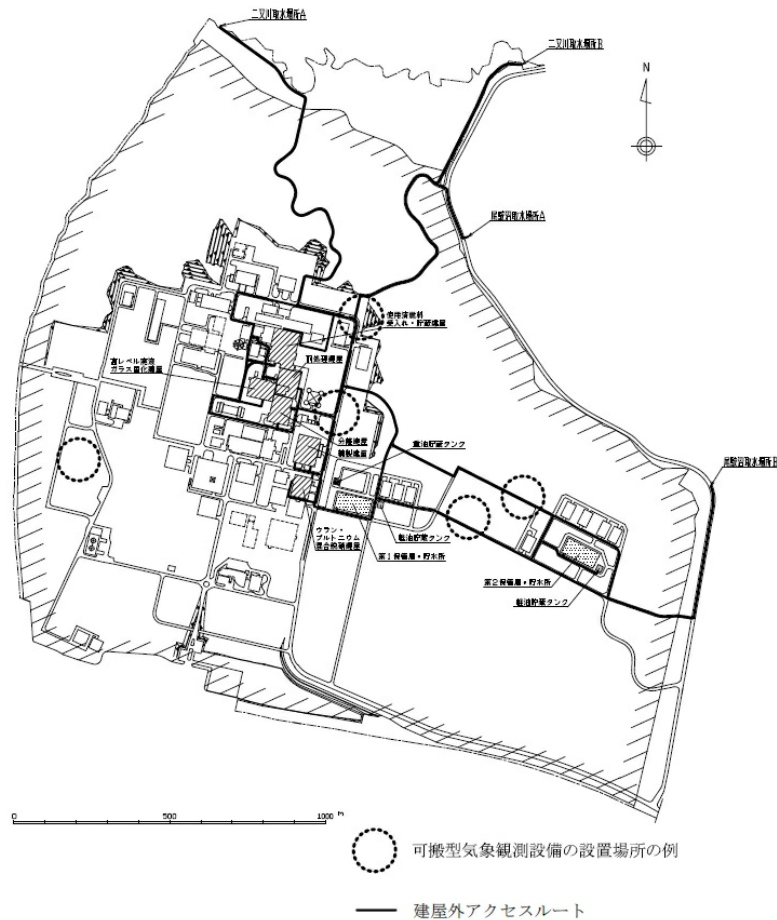 二又川取水場所A
二又川取水場所B
N
尾駮沼取水場所A
使用済燃料
受入れ・貯蔵建屋
前処理建屋
高レベル廃液
ガラス固化建屋
分離建屋
精製建屋
重油貯蔵タンク
尾駮沼取水場所B
ウラン・
プルトニウム
混合脱硝建屋
軽油貯蔵タンク
第1保管庫・貯水所
第2保管庫・貯水所
軽油貯蔵タンク
0 500 1000 m
可搬型気象観測設備の設置場所の例
建屋外アクセスルート